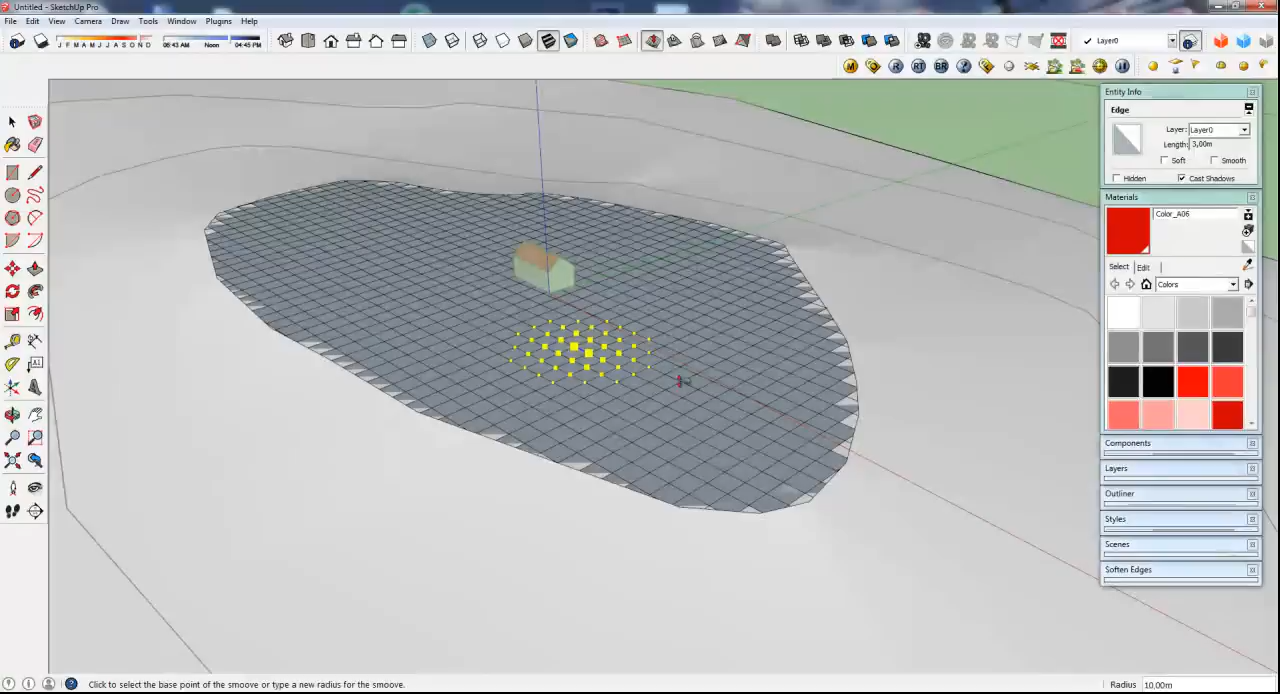 Untitled - SketchUp Pro
File Edit View Camera Draw Tools Window Plugins Help
J F M A M J J A S O N D 06:43 AM Noon 04:45 PM
Layer0
M R RT BR
Entity Info
Edge
Layer: Layer0
Length: 3,00m
Soft Smooth
Hidden Cast Shadows
Materials
Color_A06
Select Edit
Colors
Components
Layers
Outliner
Styles
Scenes
Soften Edges
Click to select the base point of the smoove or type a new radius for the smoove.
Radius 10,00m